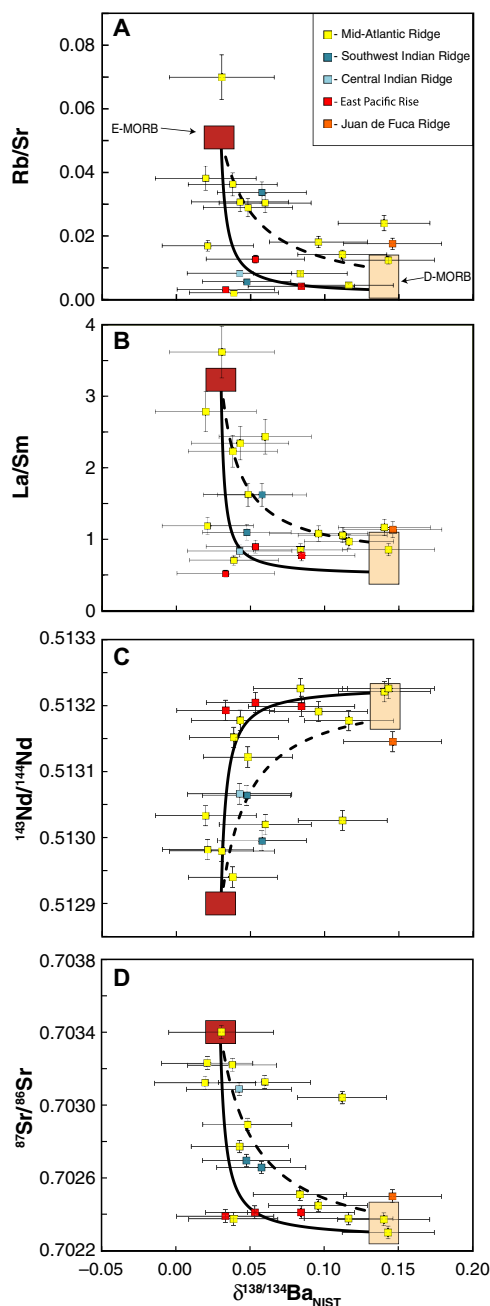 A
- Mid-Atlantic Ridge
- Southwest Indian Ridge
- Central Indian Ridge
- East Pacific Rise
- Juan de Fuca Ridge
E-MORB
D-MORB
Rb/Sr
0.08
0.06
0.04
0.02
0.00
B
La/Sm
4
3
2
1
0
C
143Nd/144Nd
0.5133
0.5132
0.5131
0.5130
0.5129
D
87Sr/86Sr
0.7038
0.7034
0.7030
0.7026
0.7022
−0.05 0.00 0.05 0.10 0.15 0.20
δ138/134BaNIST